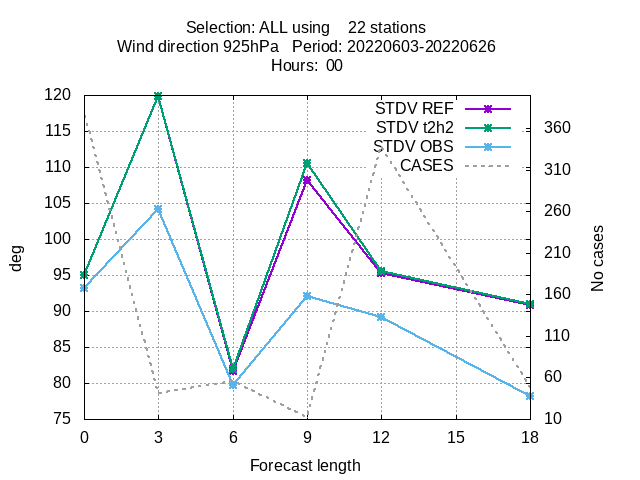 Selection: ALL using    22 stations
Wind direction 925hPa   Period: 20220603-20220626
Hours:  00
STDV REF
STDV t2h2
STDV OBS
CASES
120
115
110
105
100
95
90
85
80
75
360
310
260
210
160
110
60
10
deg
No cases
0 3 6 9 12 15 18
Forecast length